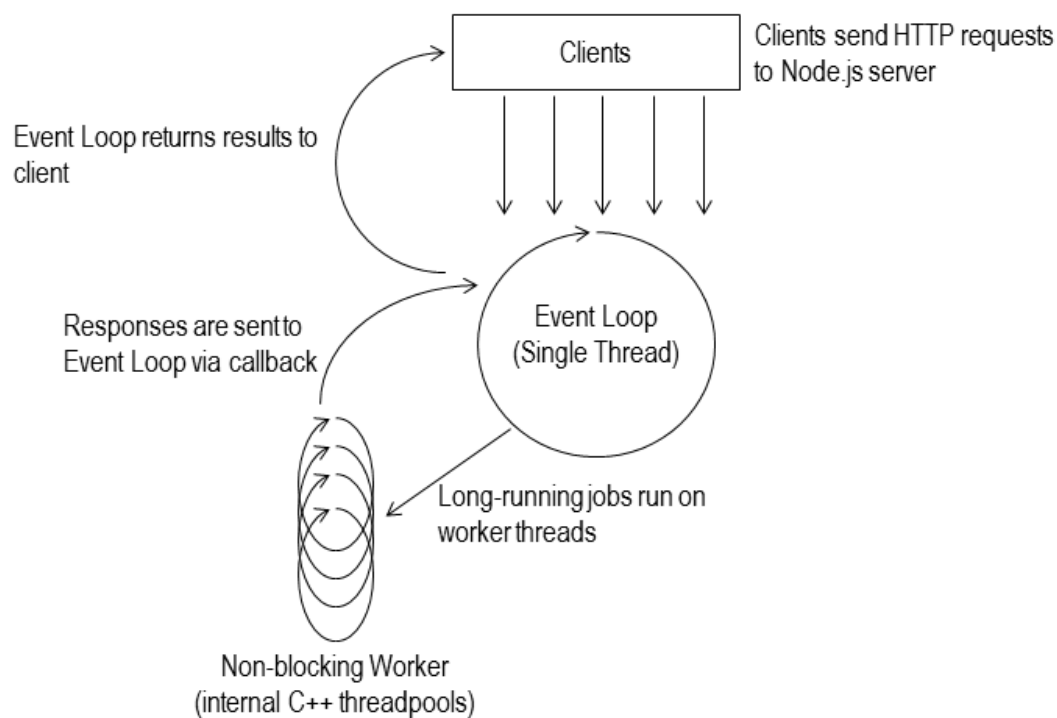 Clients
Clients send HTTP requests
to Node.js server
Event Loop returns results to
client
Event Loop
(Single Thread)
Responses are sent to
Event Loop via callback
Long-running jobs run on
worker threads
Non-blocking Worker
(internal C++ threadpools)